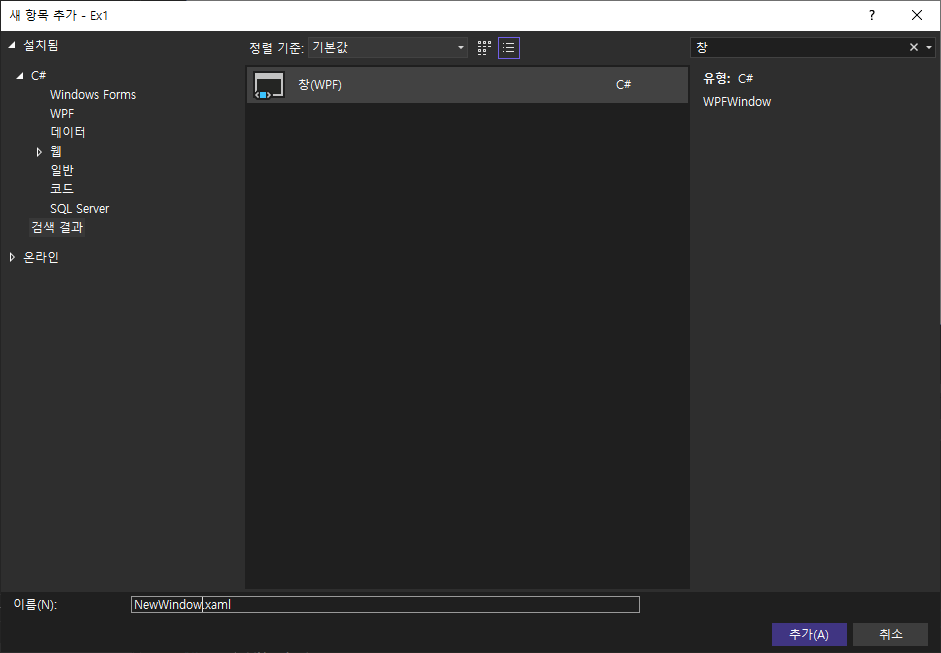 새 항목 추가 - Ex1
?
설치됨
정렬 기준: 기본값
창
C#
Windows Forms
WPF
데이터
웹
일반
코드
SQL Server
검색 결과
온라인
창(WPF) C#
유형: C#
WPFWindow
이름(N): NewWindow.xaml
추가(A) 취소